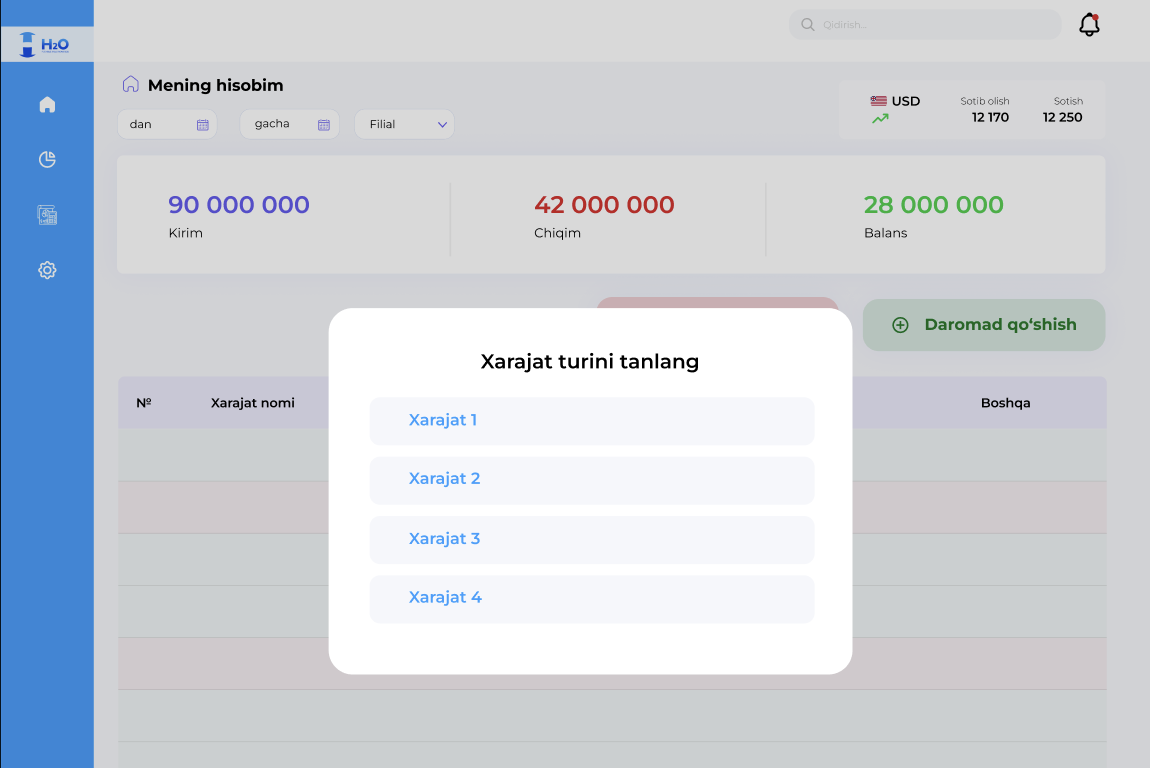 H2O
Qidirish...
Mening hisobim
dan
gacha
Filial
USD
Sotib olish
12 170
Sotish
12 250
90 000 000
Kirim
42 000 000
Chiqim
28 000 000
Balans
Daromad qo‘shish
Xarajat turini tanlang
№
Xarajat nomi
Boshqa
Xarajat 1
Xarajat 2
Xarajat 3
Xarajat 4